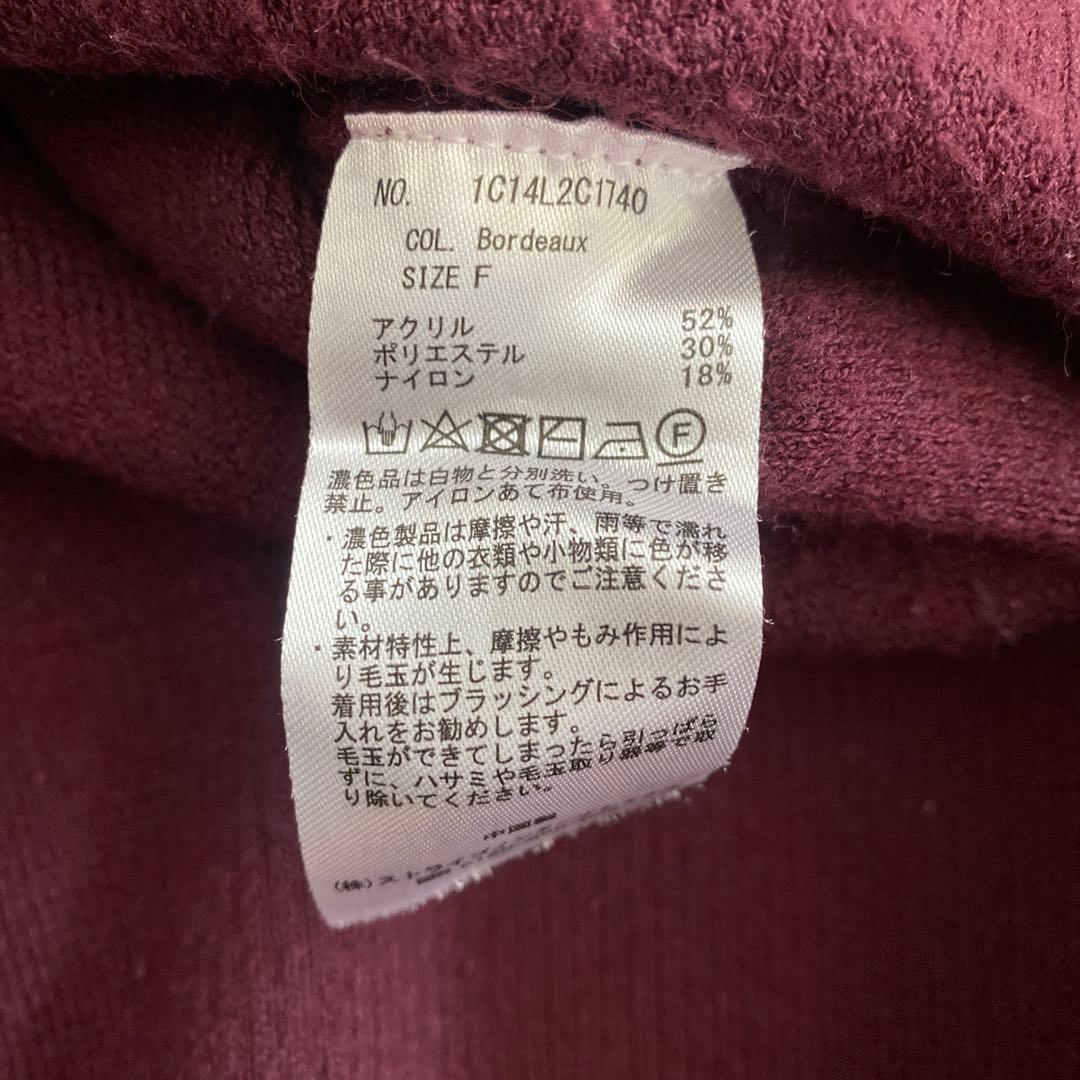 NO. 1C14L2C1740
COL. Bordeaux
SIZE F
アクリル 52%
ポリエステル 30%
ナイロン 18%
F
濃色品は白物と分別洗い。つけ置き
禁止。アイロンあて布使用。
・濃色製品は摩擦や汗、雨等で濡れ
た際に他の衣類や小物類に色が移
る事がありますのでご注意くださ
い。
・素材特性上、摩擦やもみ作用によ
り毛玉が生じます。
着用後はブラッシングによるお手
入れをお勧めします。
毛玉ができてしまったら引っぱら
ずに、ハサミや毛玉取り器等で取
り除いてください。
中国製
(株)ストライプ